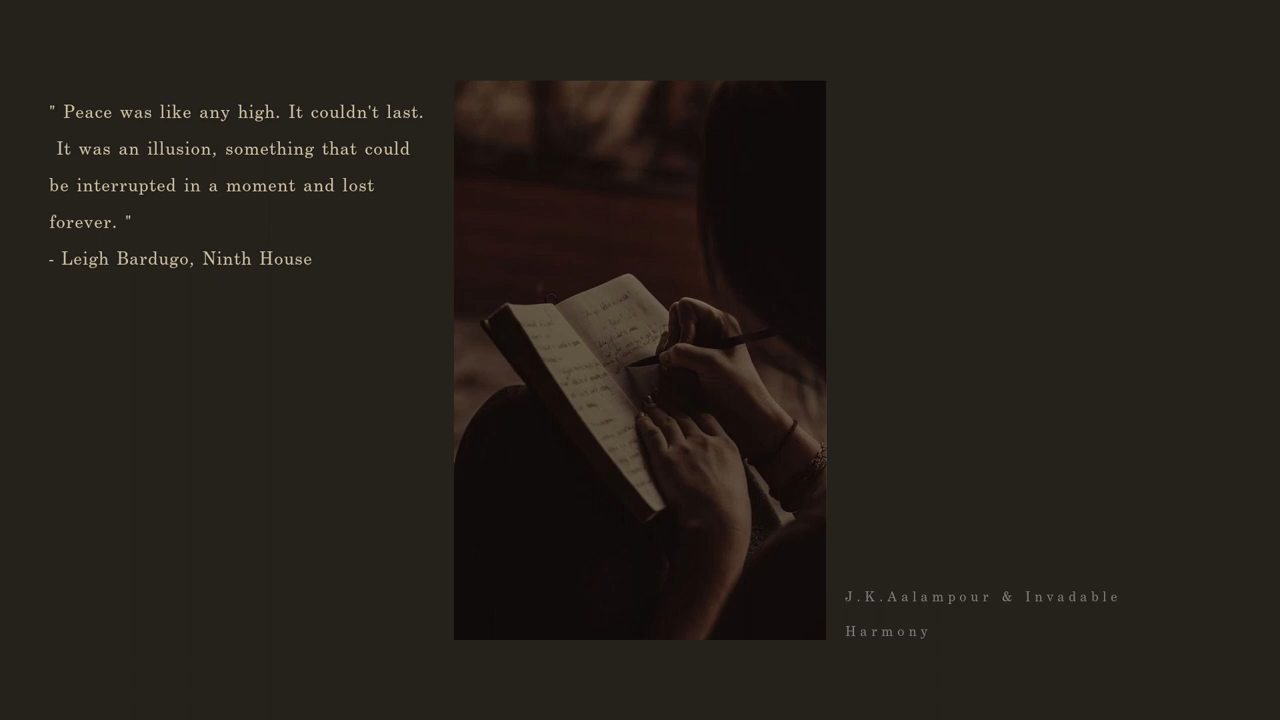 " Peace was like any high. It couldn't last.
It was an illusion, something that could
be interrupted in a moment and lost
forever. "
- Leigh Bardugo, Ninth House
J.K.Aalampour & Invadable
Harmony